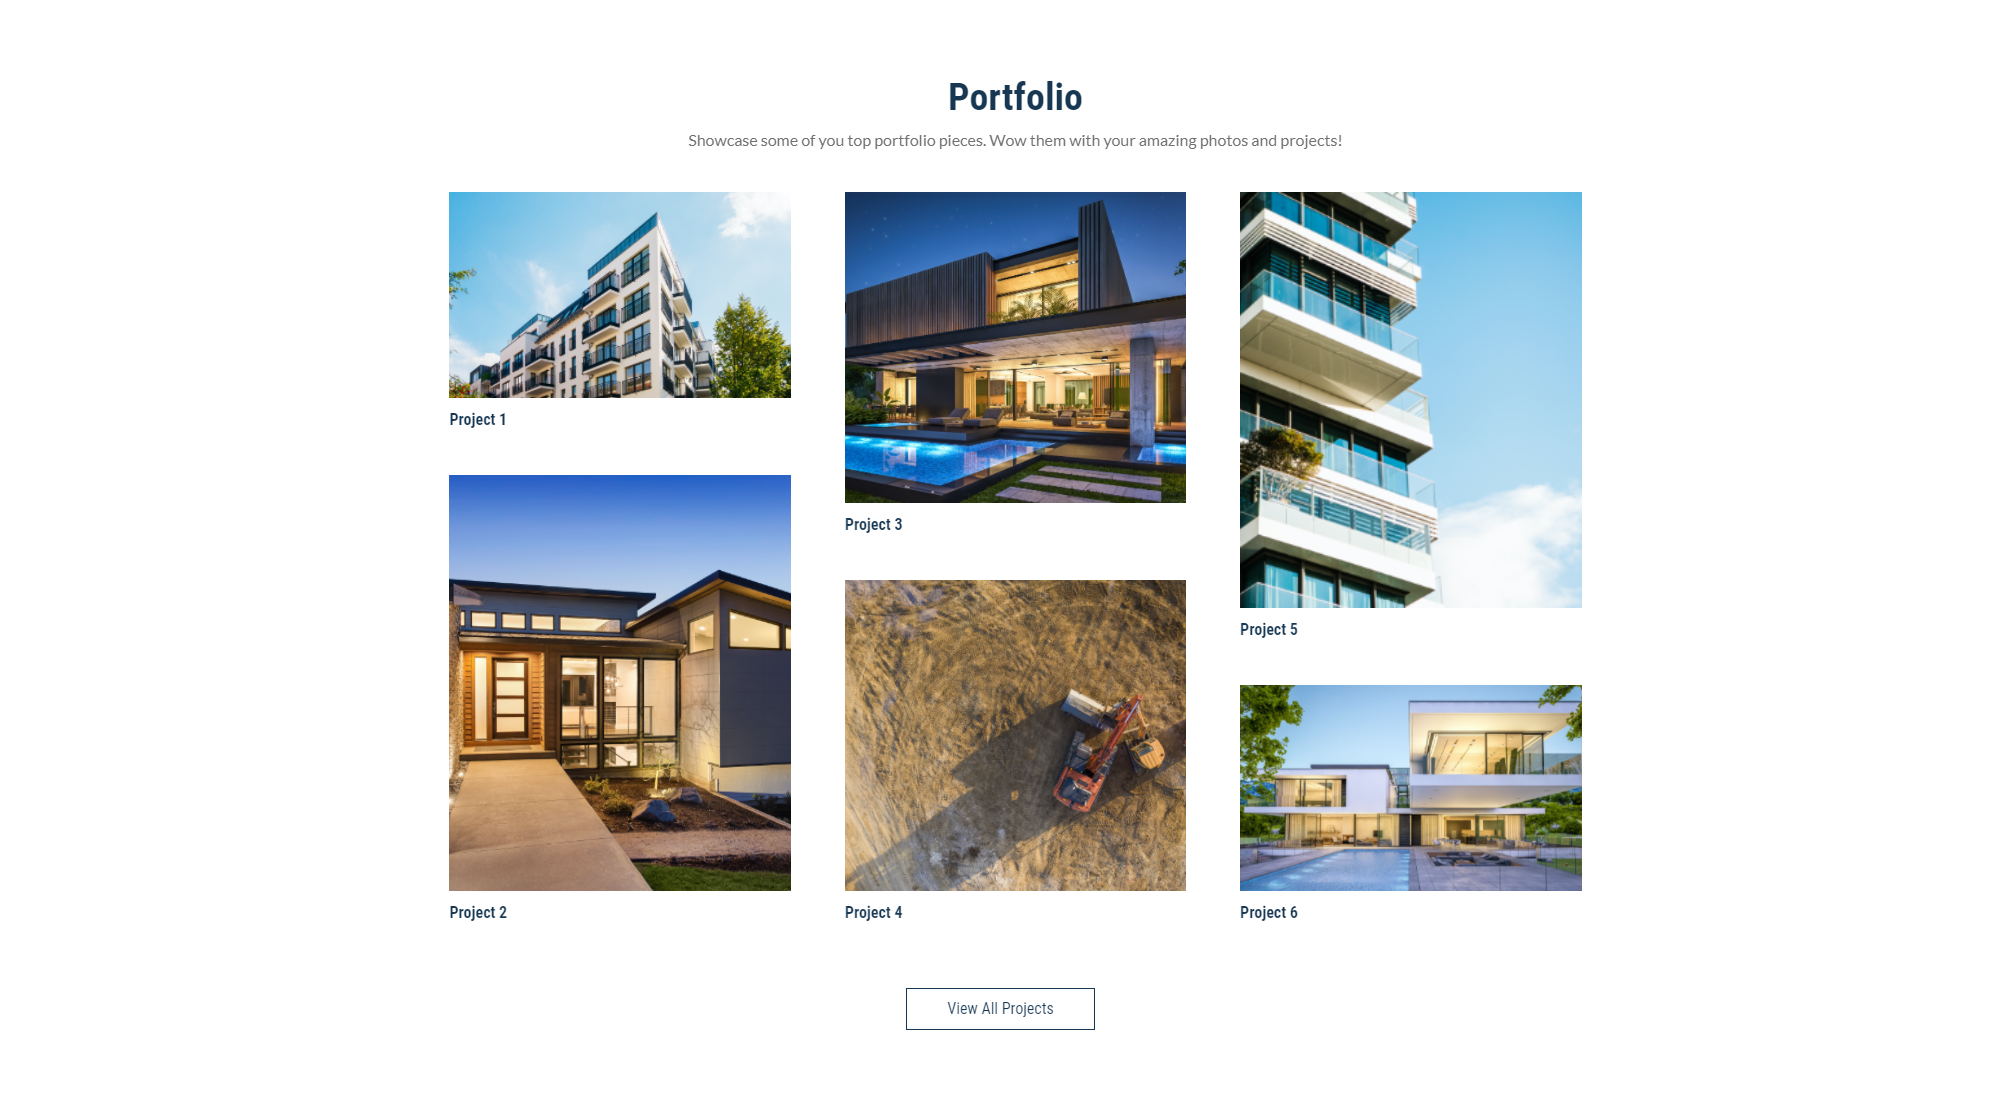 Portfolio
Showcase some of you top portfolio pieces. Wow them with your amazing photos and projects!
Project 1
Project 2
Project 3
Project 4
Project 5
Project 6
View All Projects